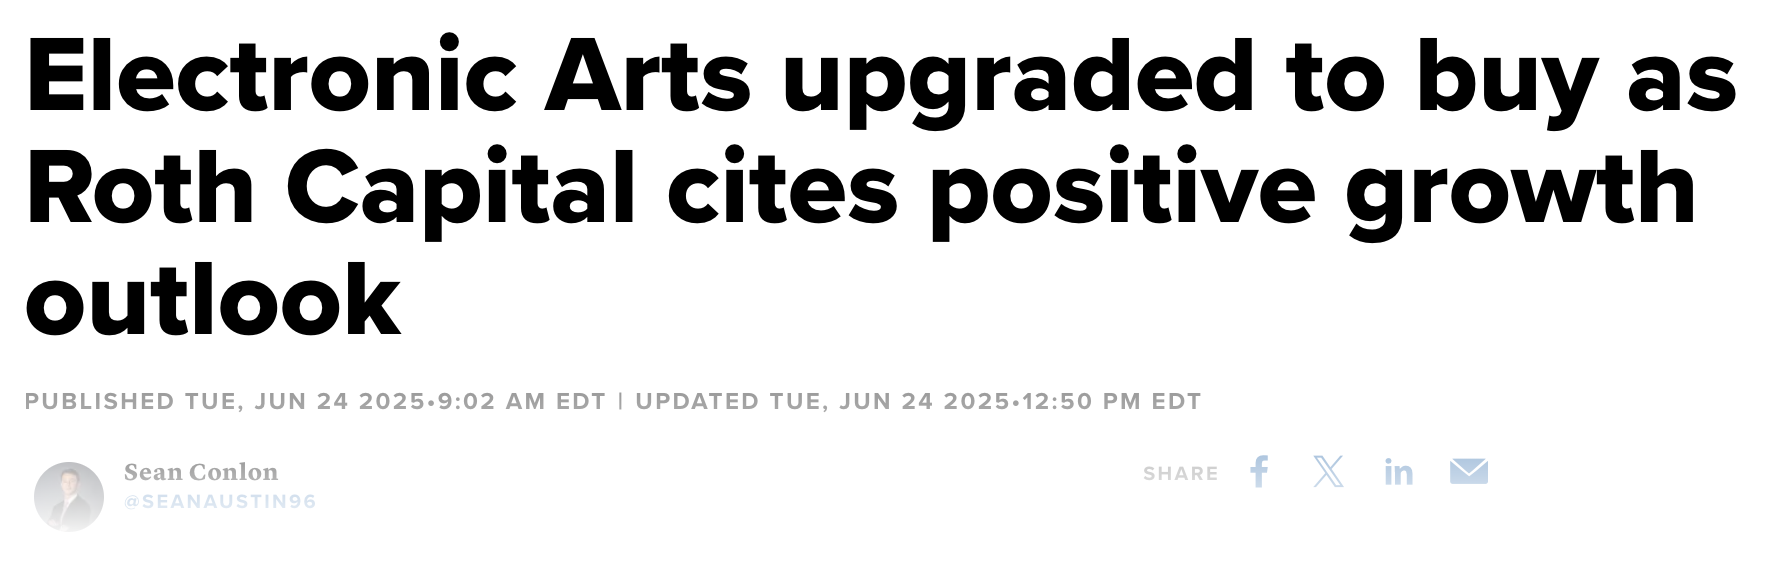 Electronic Arts upgraded to buy as
Roth Capital cites positive growth
outlook
PUBLISHED TUE, JUN 24 2025•9:02 AM EDT | UPDATED TUE, JUN 24 2025•12:50 PM EDT
Sean Conlon
@SEANAUSTIN96
SHARE f X in